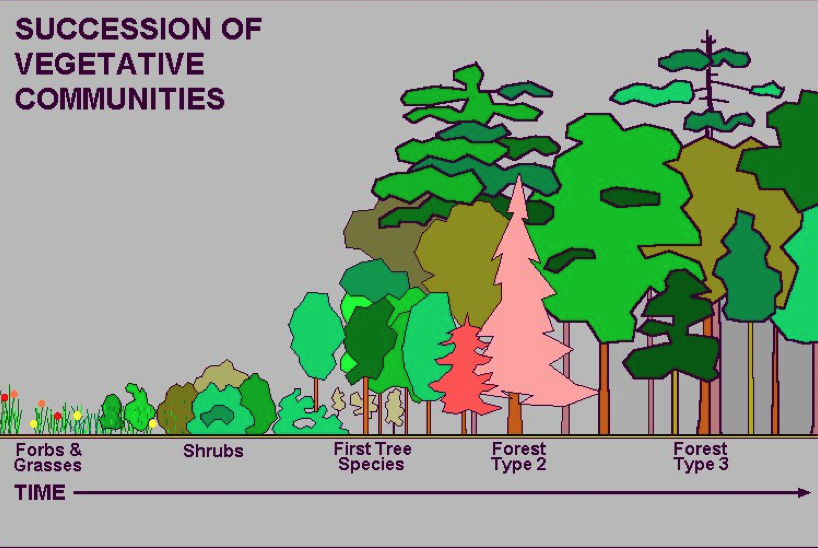 SUCCESSION OF
VEGETATIVE
COMMUNITIES
Forbs &
Grasses
Shrubs
First Tree
Species
Forest
Type 2
Forest
Type 3
TIME